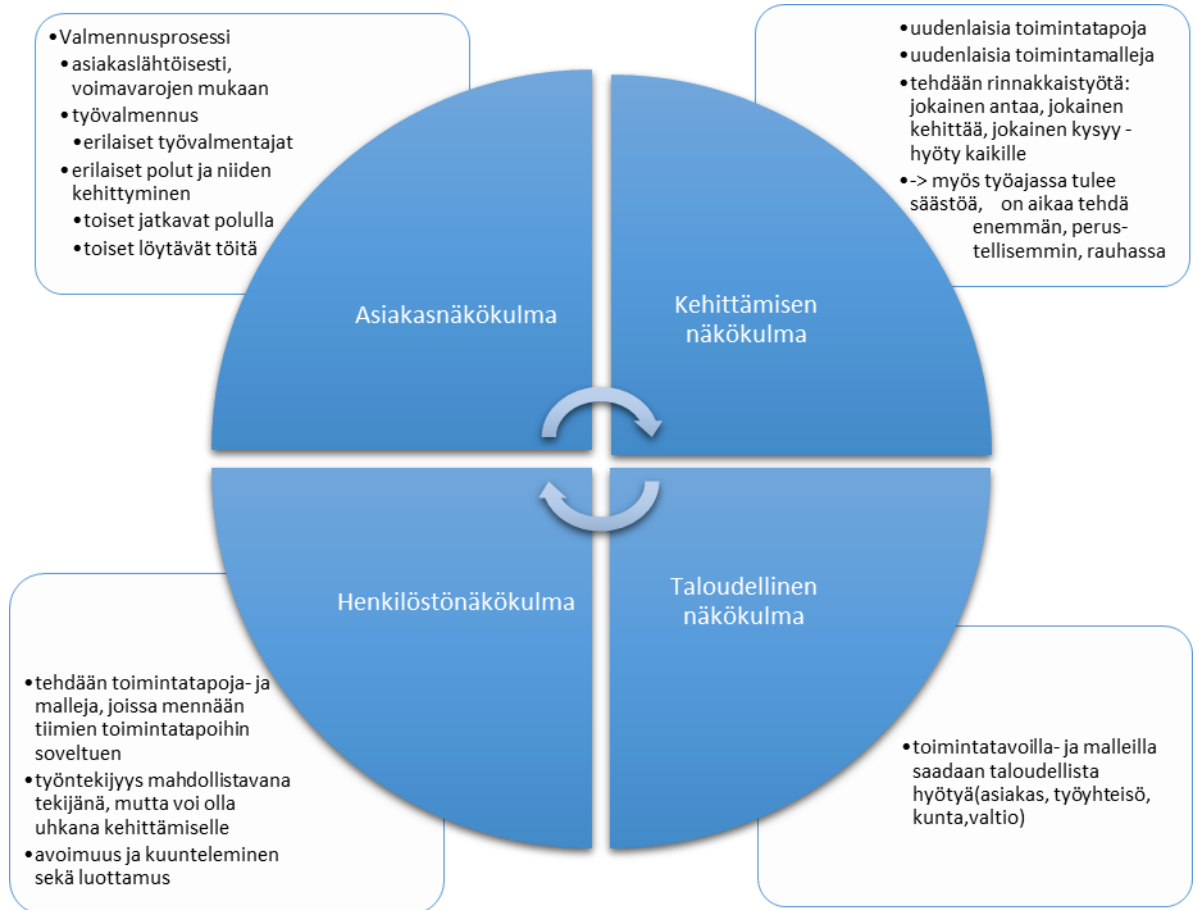 •Valmennusprosessi
•asiakaslähtöisesti,
voimavarojen mukaan
•työvalmennus
•erilaiset työvalmentajat
•erilaiset polut ja niiden
kehittyminen
•toiset jatkavat polulla
•toiset löytävät töitä
•uudenlaisia toimintatapoja
•uudenlaisia toimintamalleja
•tehdään rinnakkaistyötä:
jokainen antaa, jokainen
kehittää, jokainen kysyy -
hyöty kaikille
•-> myös työajassa tulee
säästöä, on aikaa tehdä
enemmän, perus-
tellisemmin, rauhassa
Asiakasnäkökulma
Kehittämisen
näkökulma
Henkilöstönäkökulma
Taloudellinen
näkökulma
•tehdään toimintatapoja- ja
malleja, joissa mennään
tiimien toimintatapoihin
soveltuen
•työntekijyys mahdollistavana
tekijänä, mutta voi olla
uhkana kehittämiselle
•avoimuus ja kuunteleminen
sekä luottamus
•toimintatavoilla- ja malleilla
saadaan taloudellista
hyötyä(asiakas, työyhteisö,
kunta,valtio)